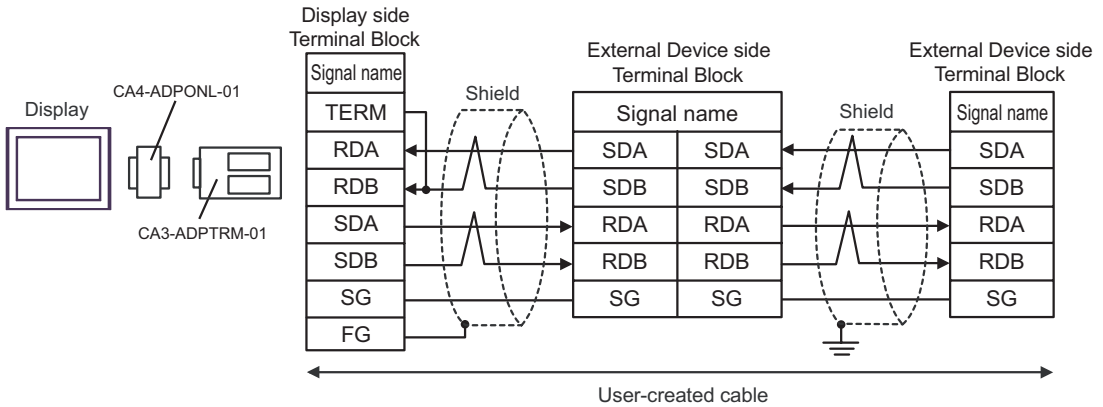 Display side
Terminal Block
External Device side
Terminal Block
External Device side
Terminal Block
Display
CA4-ADPONL-01
CA3-ADPTRM-01
Signal name
TERM
RDA
RDB
SDA
SDB
SG
FG
Shield
Signal name
SDA SDA
SDB SDB
RDA RDA
RDB RDB
SG SG
Shield
Signal name
SDA
SDB
RDA
RDB
SG
User-created cable